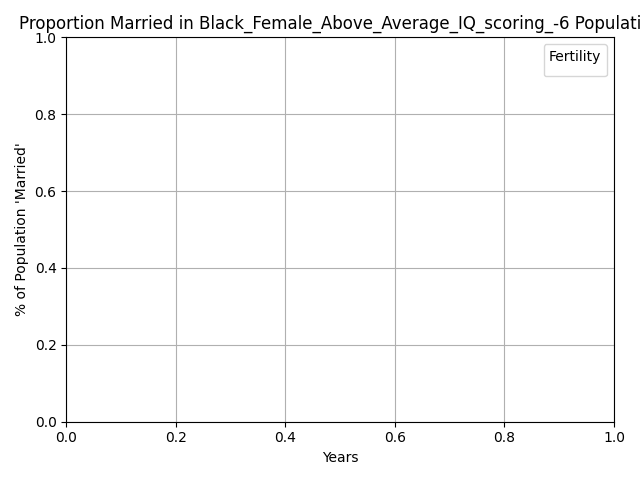 Proportion Married in Black_Female_Above_Average_IQ_scoring_-6 Populati
1.0
Fertility
0.8
0.6
0.4
0.2
0.0
% of Population 'Married'
0.0 0.2 0.4 0.6 0.8 1.0
Years